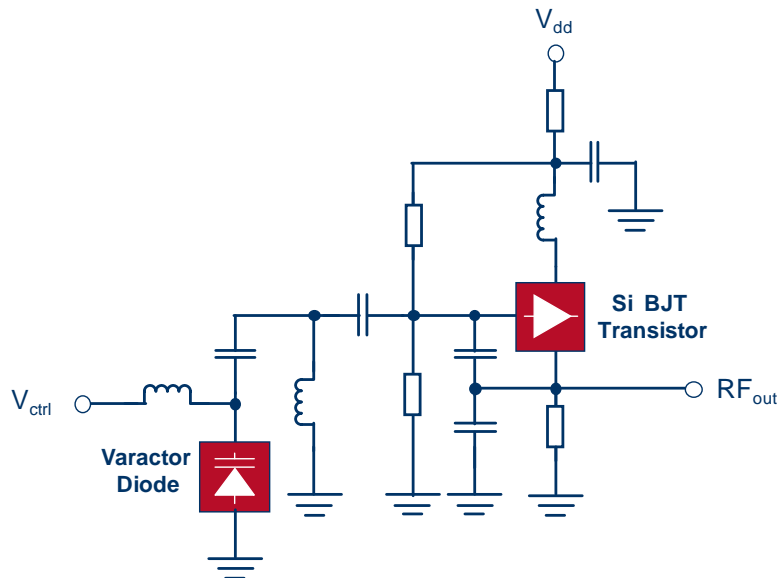 Vdd
Si BJT
Transistor
Vctrl
RFout
Varactor
Diode